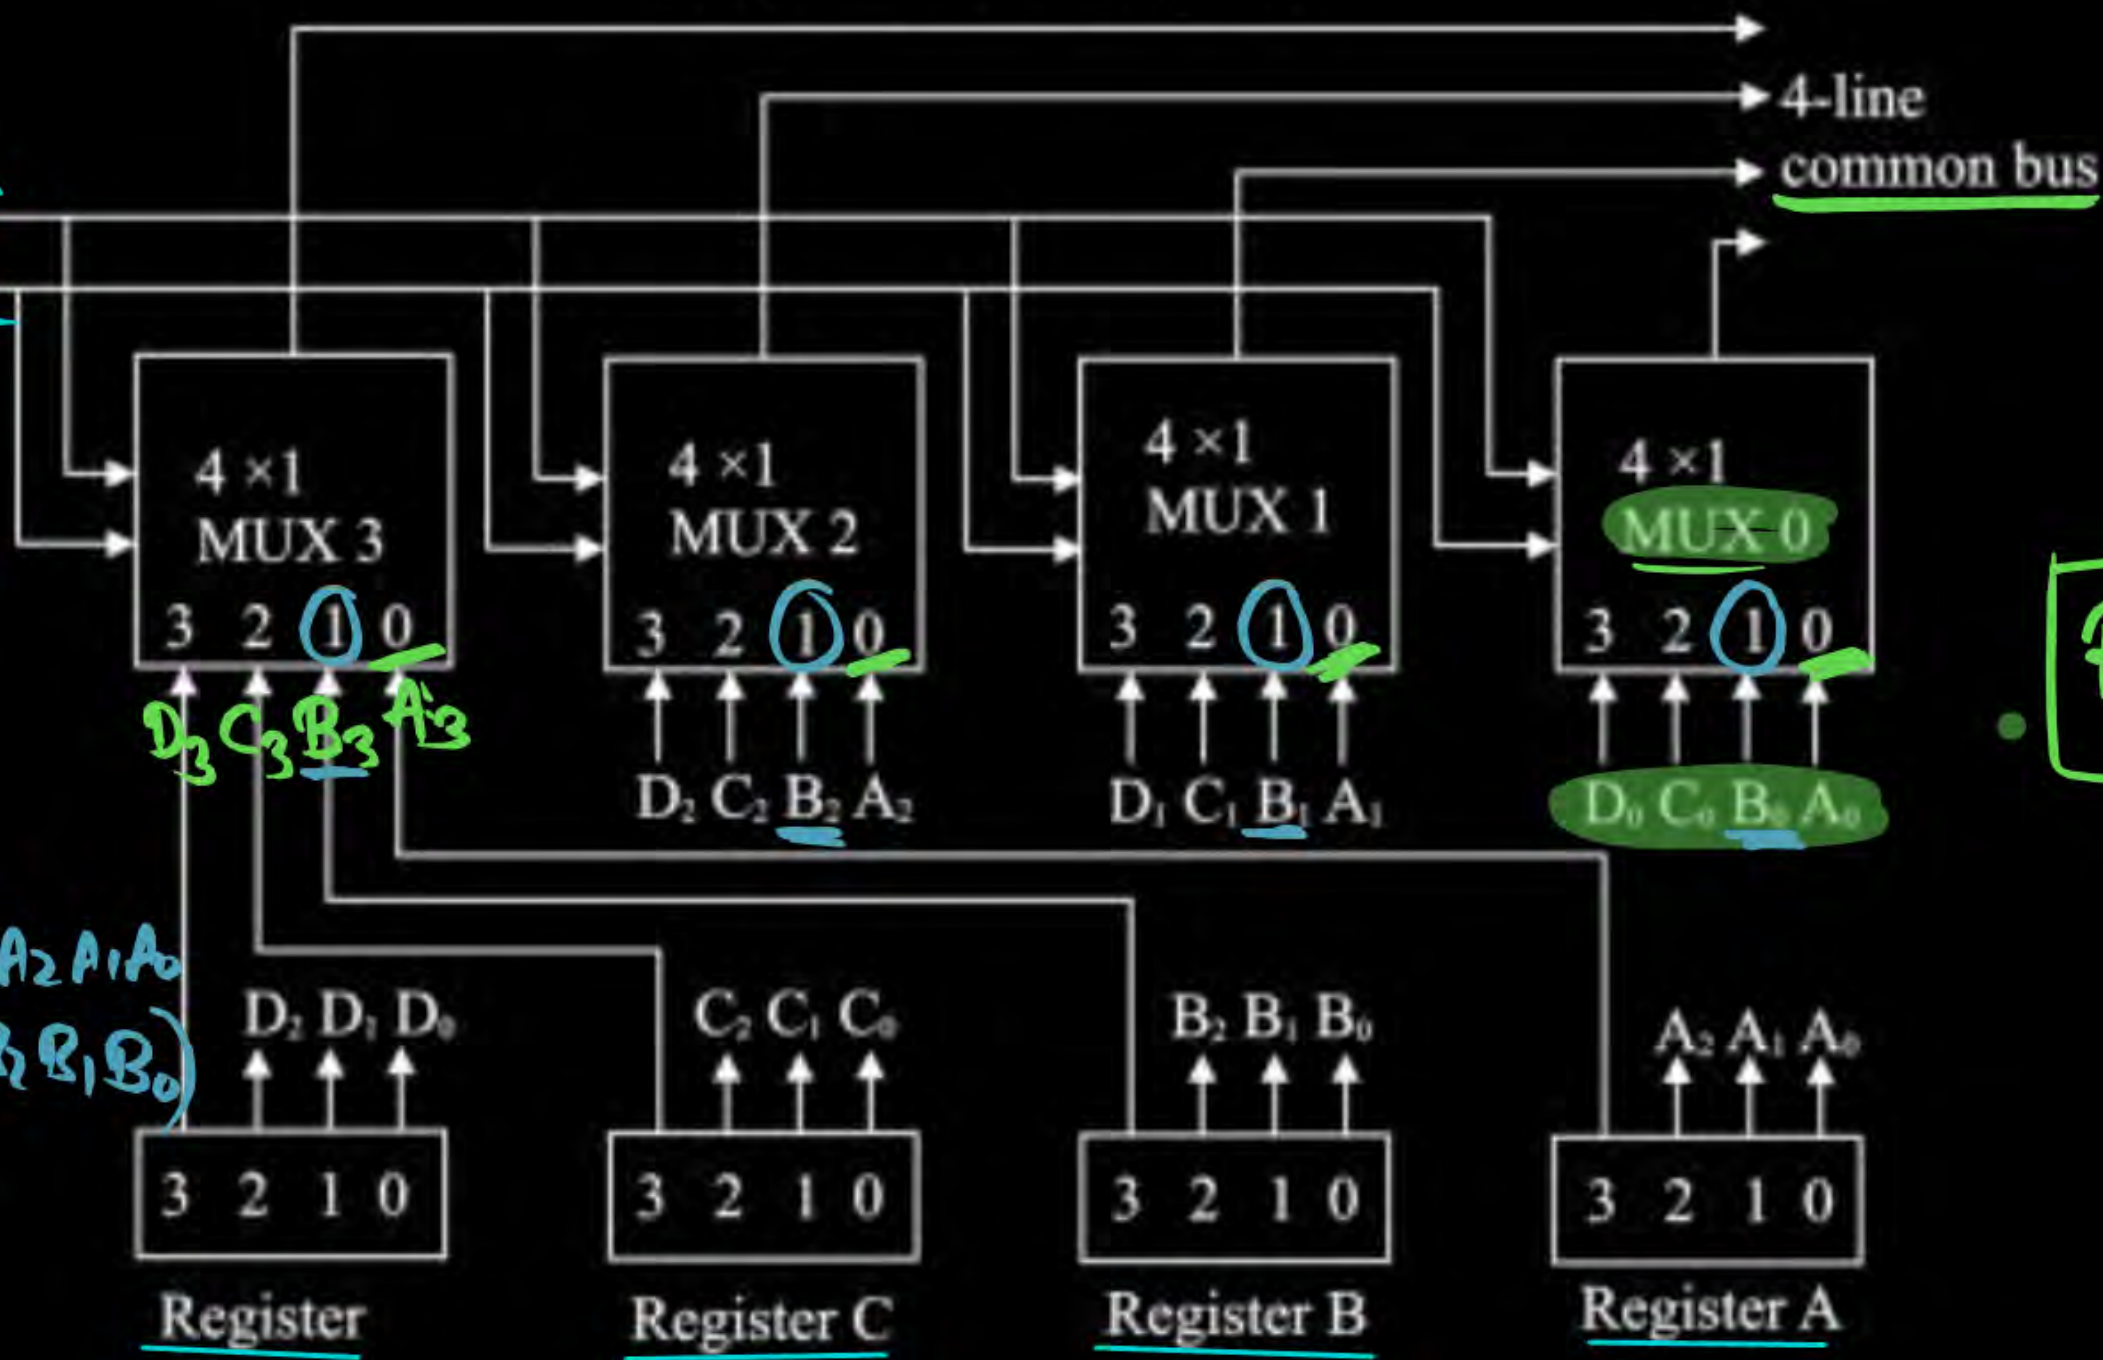 4-line
common bus
4 ×1
MUX 3
4 ×1
MUX 2
4 ×1
MUX 1
4 ×1
MUX 0
3 2 1 0
3 2 1 0
3 2 1 0
3 2 1 0
D₃ C₃ B₃ A₃
D₂ C₂ B₂ A₂
D₁ C₁ B₁ A₁
D₀ C₀ B₀ A₀
A₂ A₁ A₀
B₁ B₀)
D₂ D₁ D₀
C₂ C₁ C₀
B₂ B₁ B₀
A₂ A₁ A₀
3 2 1 0
3 2 1 0
3 2 1 0
3 2 1 0
Register
Register C
Register B
Register A